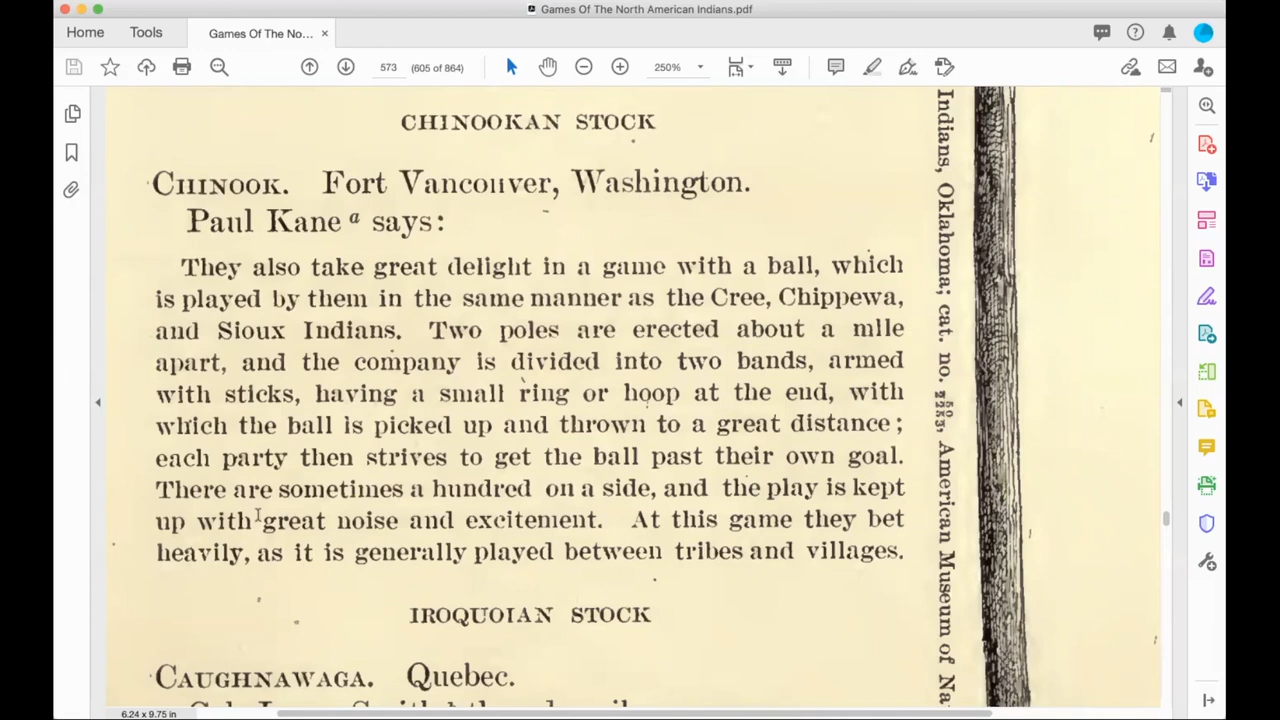 Games Of The North American Indians.pdf
Home Tools Games Of The No... ×
573 (605 of 864) 250%
CHINOOKAN STOCK
CHINOOK. Fort Vancouver, Washington.
Paul Kane a says:
They also take great delight in a game with a ball, which
is played by them in the same manner as the Cree, Chippewa,
and Sioux Indians. Two poles are erected about a mile
apart, and the company is divided into two bands, armed
with sticks, having a small ring or hoop at the end, with
which the ball is picked up and thrown to a great distance;
each party then strives to get the ball past their own goal.
There are sometimes a hundred on a side, and the play is kept
up with great noise and excitement. At this game they bet
heavily, as it is generally played between tribes and villages.
IROQUOIAN STOCK
CAUGHNAWAGA. Quebec.
Indians, Oklahoma; cat. no. 50/2253, American Museum of Na
6.24 x 9.75 in